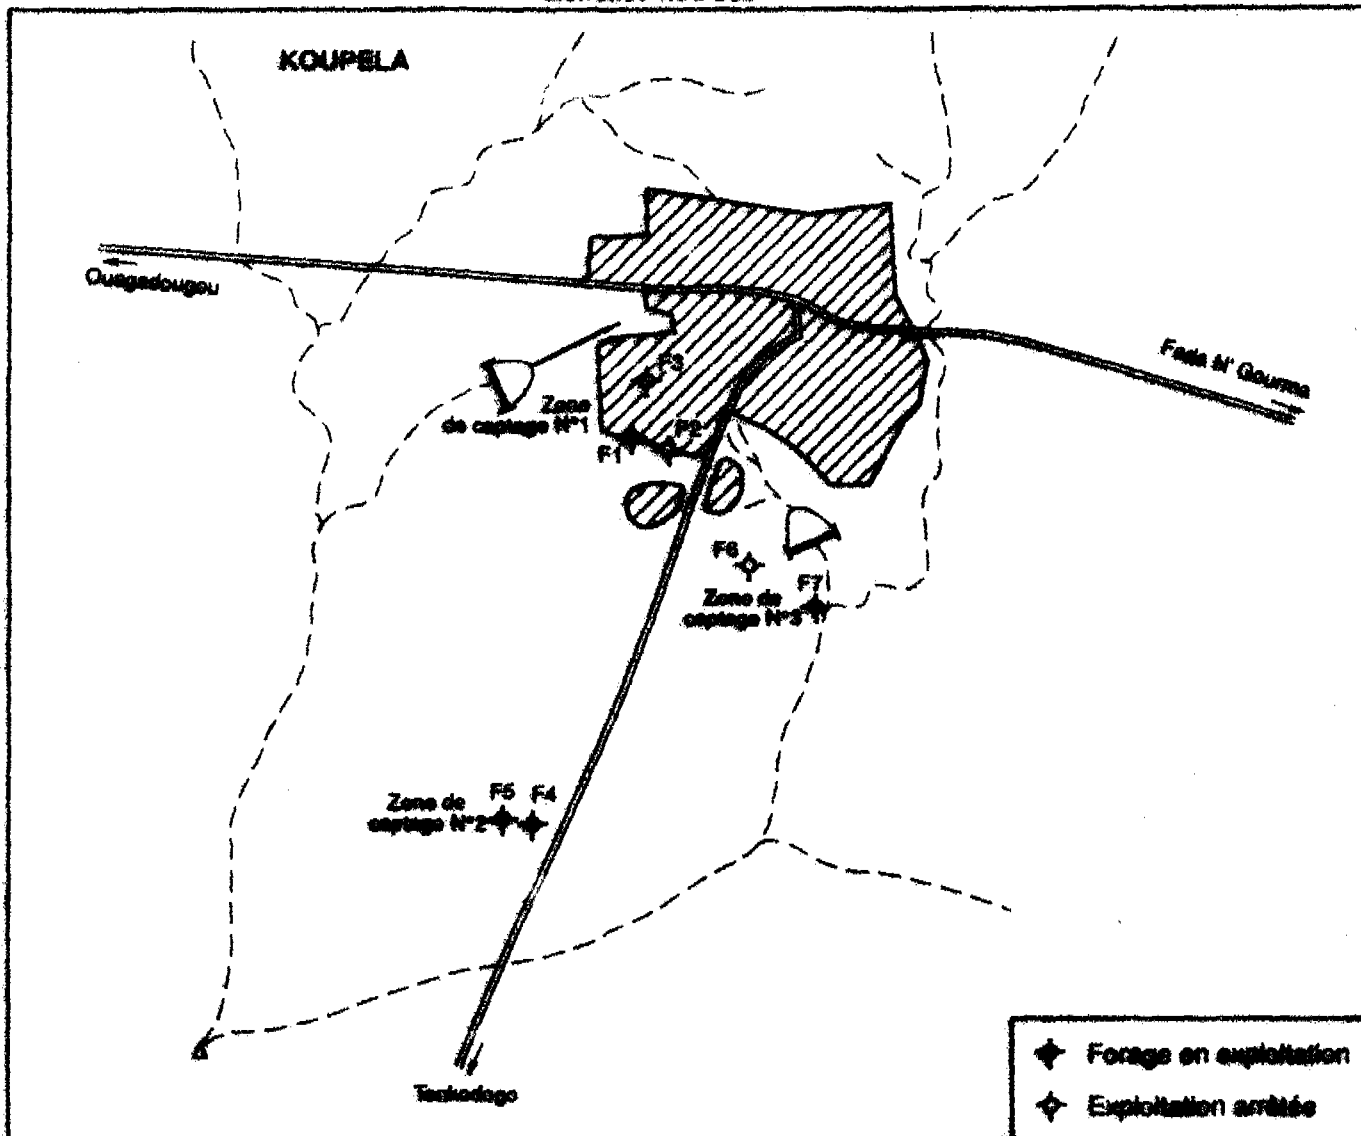 KOUPELA
Ouagadougou
Fada N' Gourma
F3
Zone
de captage N°1
F2
F1
F6
F7
Zone de
captage N°3
F5
F4
Zone de
captage N°2
Tenkodogo
Forage en exploitation
Exploitation arrêtée